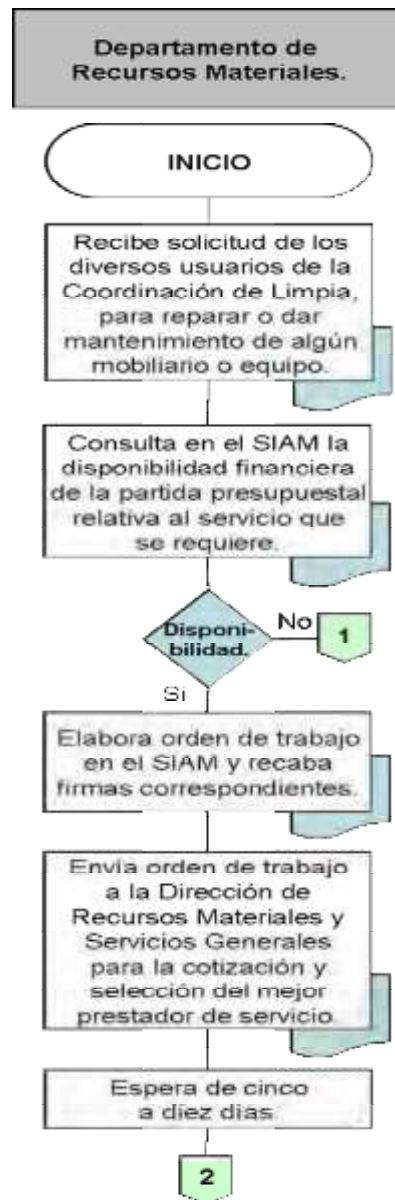 Departamento de
Recursos Materiales.
INICIO
Recibe solicitud de los
diversos usuarios de la
Coordinación de Limpia,
para reparar o dar
mantenimiento de algún
mobiliario o equipo.
Consulta en el SIAM la
disponibilidad financiera
de la partida presupuestal
relativa al servicio que
se requiere.
Disponi-
bilidad.
No
1
Si
Elabora orden de trabajo
en el SIAM y recaba
firmas correspondientes.
Envía orden de trabajo
a la Dirección de
Recursos Materiales y
Servicios Generales
para la cotización y
selección del mejor
prestador de servicio.
Espera de cinco
a diez días
2